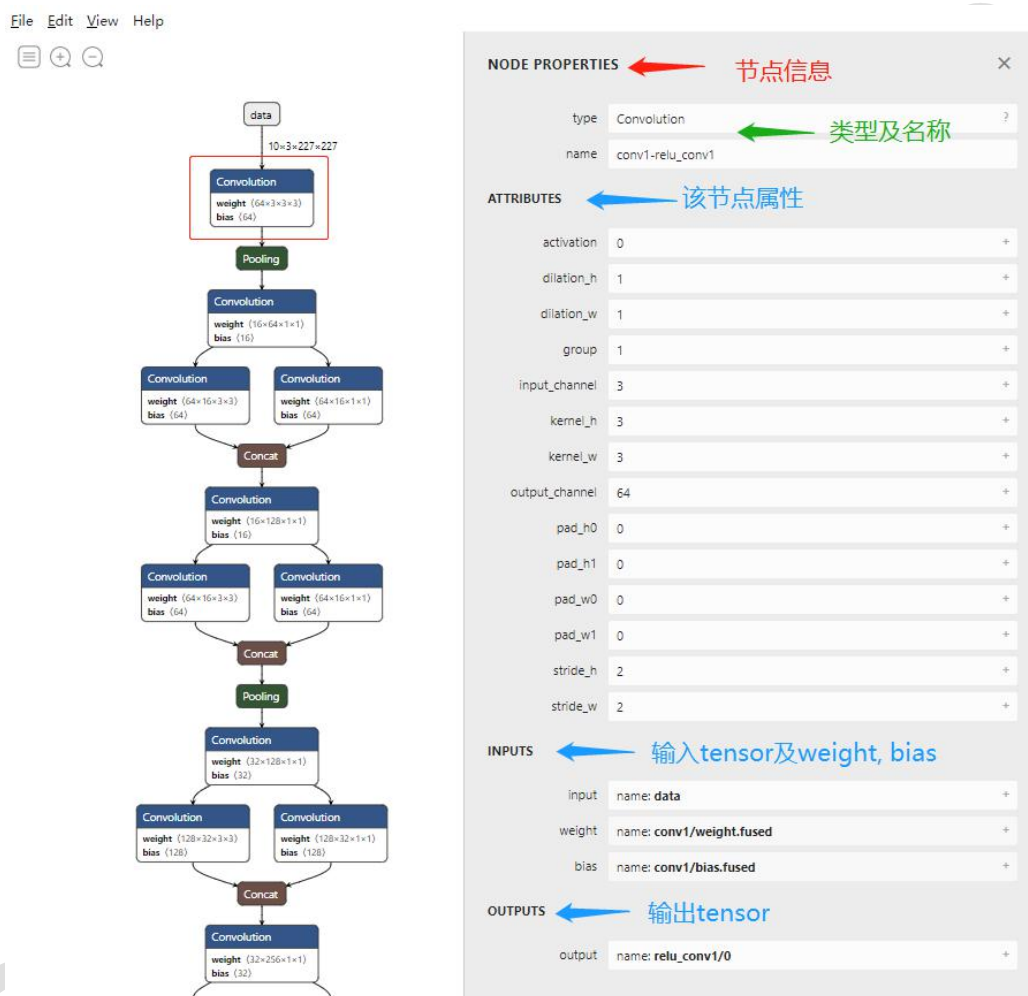 File Edit View Help
data
10×3×227×227
Convolution
weight ⟨64×3×3×3⟩
bias ⟨64⟩
Pooling
Convolution
weight ⟨16×64×1×1⟩
bias ⟨16⟩
Convolution
weight ⟨64×16×3×3⟩
bias ⟨64⟩
Convolution
weight ⟨64×16×1×1⟩
bias ⟨64⟩
Concat
Convolution
weight ⟨16×128×1×1⟩
bias ⟨16⟩
Convolution
weight ⟨64×16×3×3⟩
bias ⟨64⟩
Convolution
weight ⟨64×16×1×1⟩
bias ⟨64⟩
Concat
Pooling
Convolution
weight ⟨32×128×1×1⟩
bias ⟨32⟩
Convolution
weight ⟨128×32×3×3⟩
bias ⟨128⟩
Convolution
weight ⟨128×32×1×1⟩
bias ⟨128⟩
Concat
Convolution
weight ⟨32×256×1×1⟩
bias ⟨32⟩
NODE PROPERTIES 节点信息 ×
type Convolution ?
类型及名称
name conv1-relu_conv1
ATTRIBUTES 该节点属性
activation 0 +
dilation_h 1 +
dilation_w 1 +
group 1 +
input_channel 3 +
kernel_h 3 +
kernel_w 3 +
output_channel 64 +
pad_h0 0 +
pad_h1 0 +
pad_w0 0 +
pad_w1 0 +
stride_h 2 +
stride_w 2 +
INPUTS 输入tensor及weight, bias
input name: data +
weight name: conv1/weight.fused +
bias name: conv1/bias.fused +
OUTPUTS 输出tensor
output name: relu_conv1/0 +